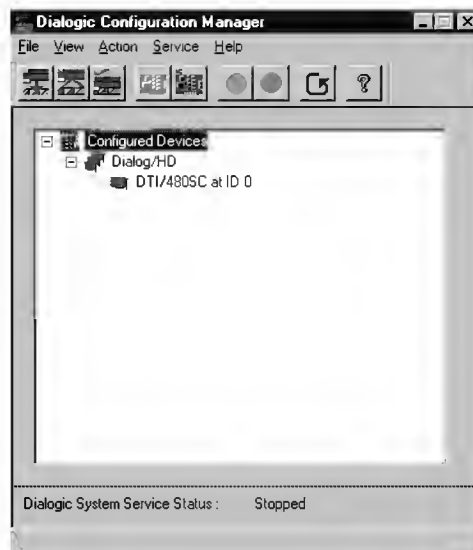 Dialogic Configuration Manager
File View Action Service Help
Configured Devices
Dialog/HD
DTI/480SC at ID 0
Dialogic System Service Status : Stopped